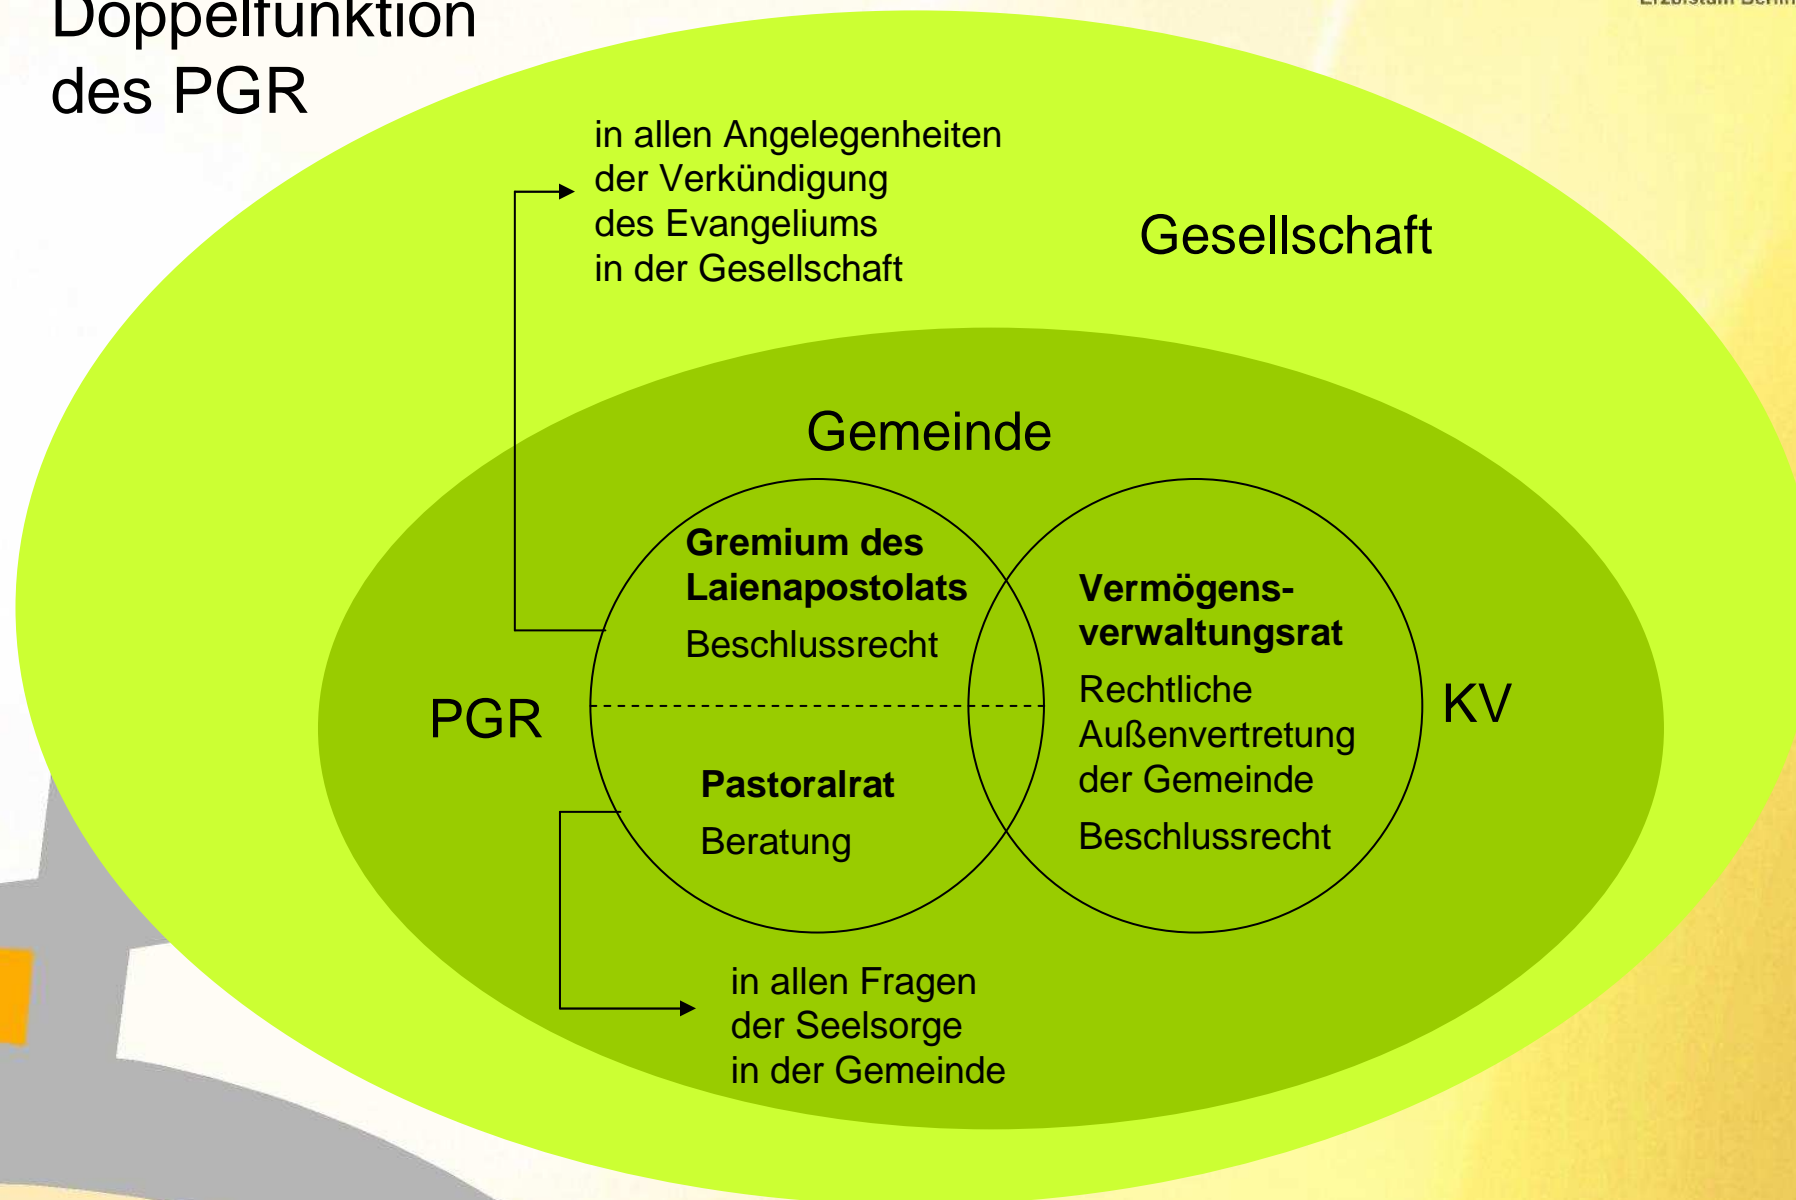 Erzbistum Berlin
Doppelfunktion
des PGR
in allen Angelegenheiten
der Verkündigung
des Evangeliums
in der Gesellschaft
Gesellschaft
Gemeinde
Gremium des
Laienapostolats
Beschlussrecht
Vermögens-
verwaltungsrat
Rechtliche
Außenvertretung
der Gemeinde
Beschlussrecht
PGR
KV
Pastoralrat
Beratung
in allen Fragen
der Seelsorge
in der Gemeinde